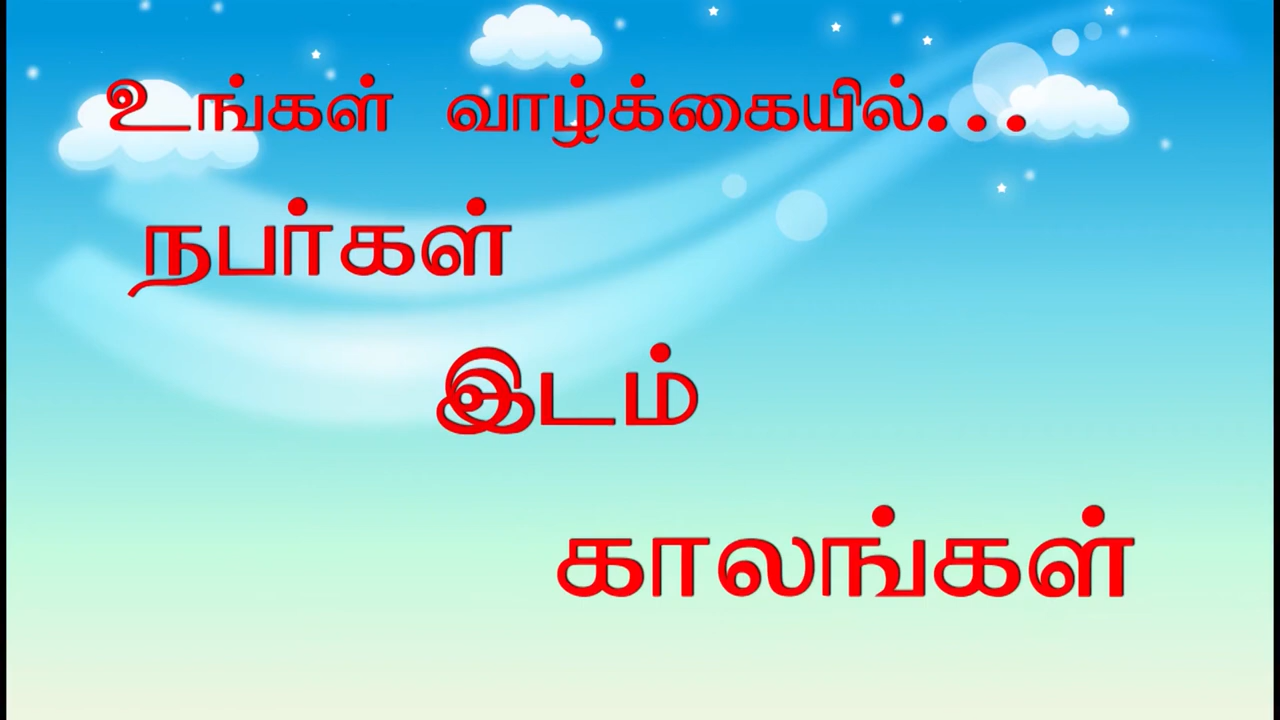 உங்கள் வாழ்க்கையில்...
நபர்கள்
இடம்
காலங்கள்